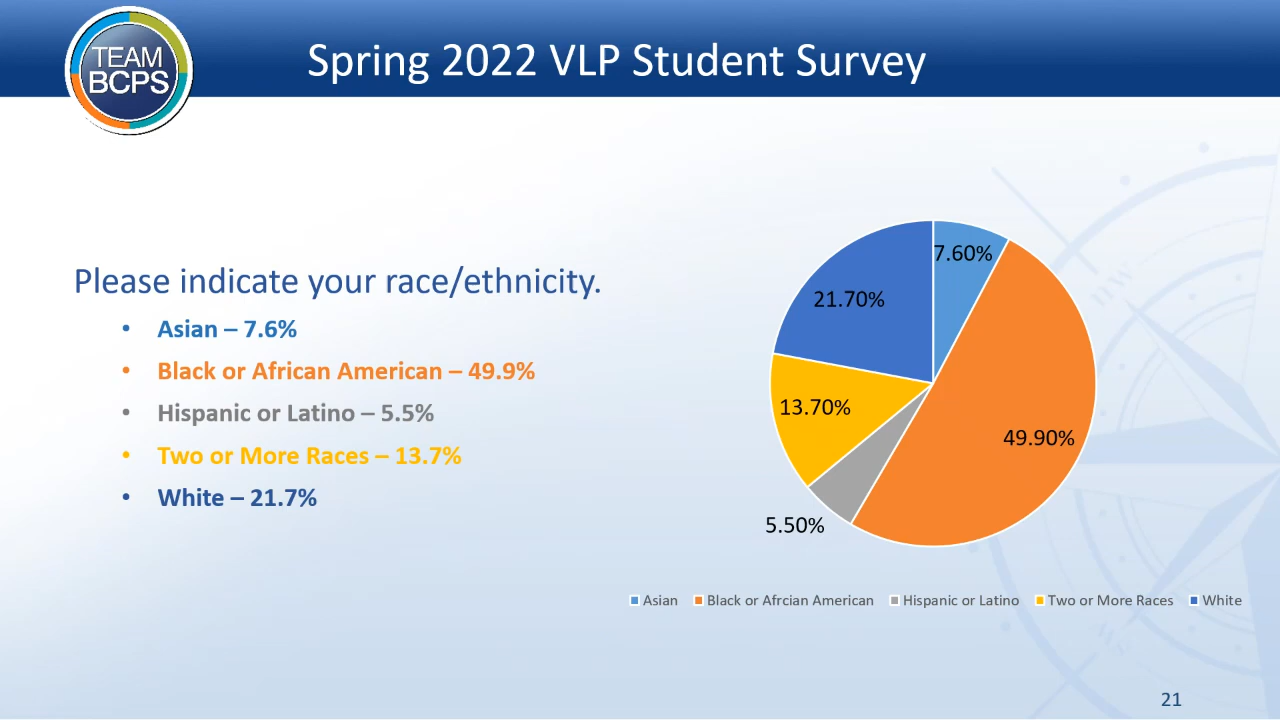 TEAM
BCPS
Spring 2022 VLP Student Survey
Please indicate your race/ethnicity.
• Asian – 7.6%
• Black or African American – 49.9%
• Hispanic or Latino – 5.5%
• Two or More Races – 13.7%
• White – 21.7%
7.60%
21.70%
13.70%
49.90%
5.50%
Asian Black or Afrcian American Hispanic or Latino Two or More Races White
21